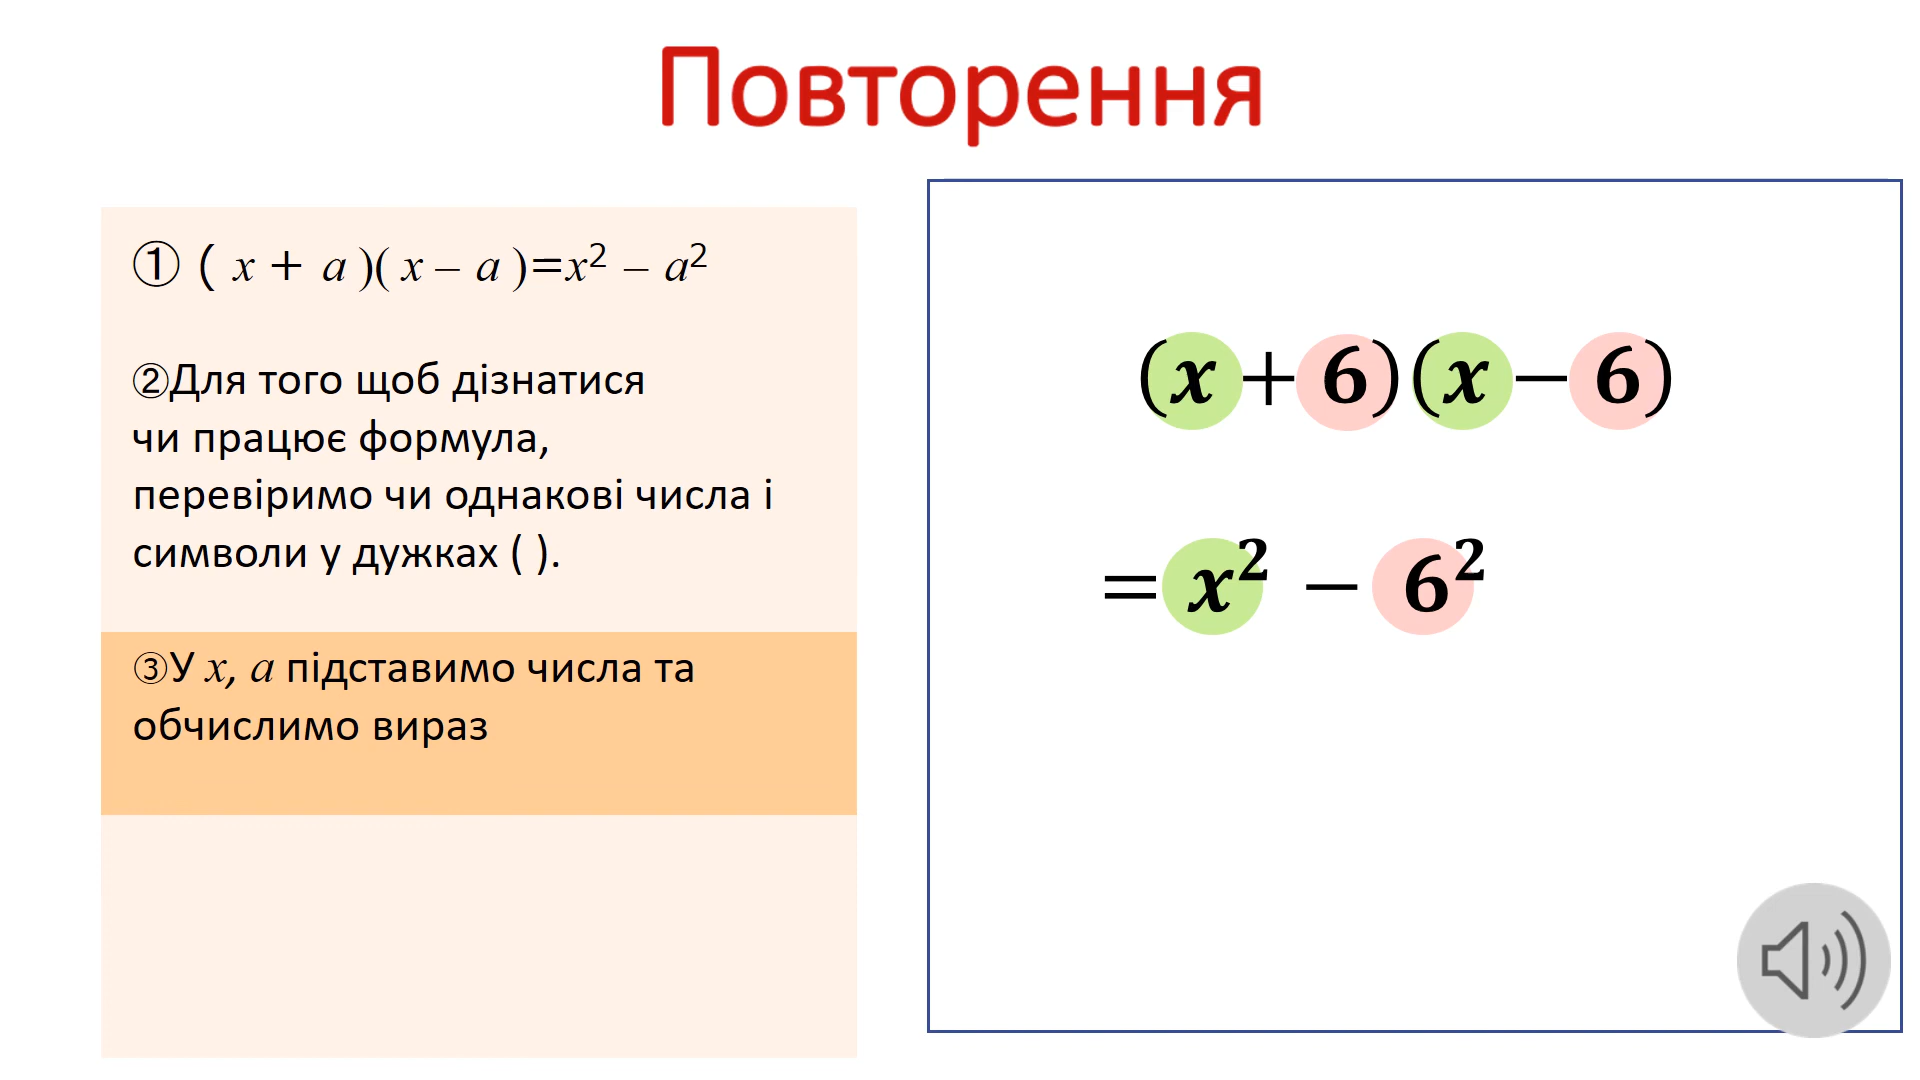 Повторення
① ( x + a )( x – a )=x² – a²
②Для того щоб дізнатися
чи працює формула,
перевіримо чи однакові числа і
символи у дужках ( ).
③У x, a підставимо числа та
обчислимо вираз
(x+6)(x−6)
= x² − 6²